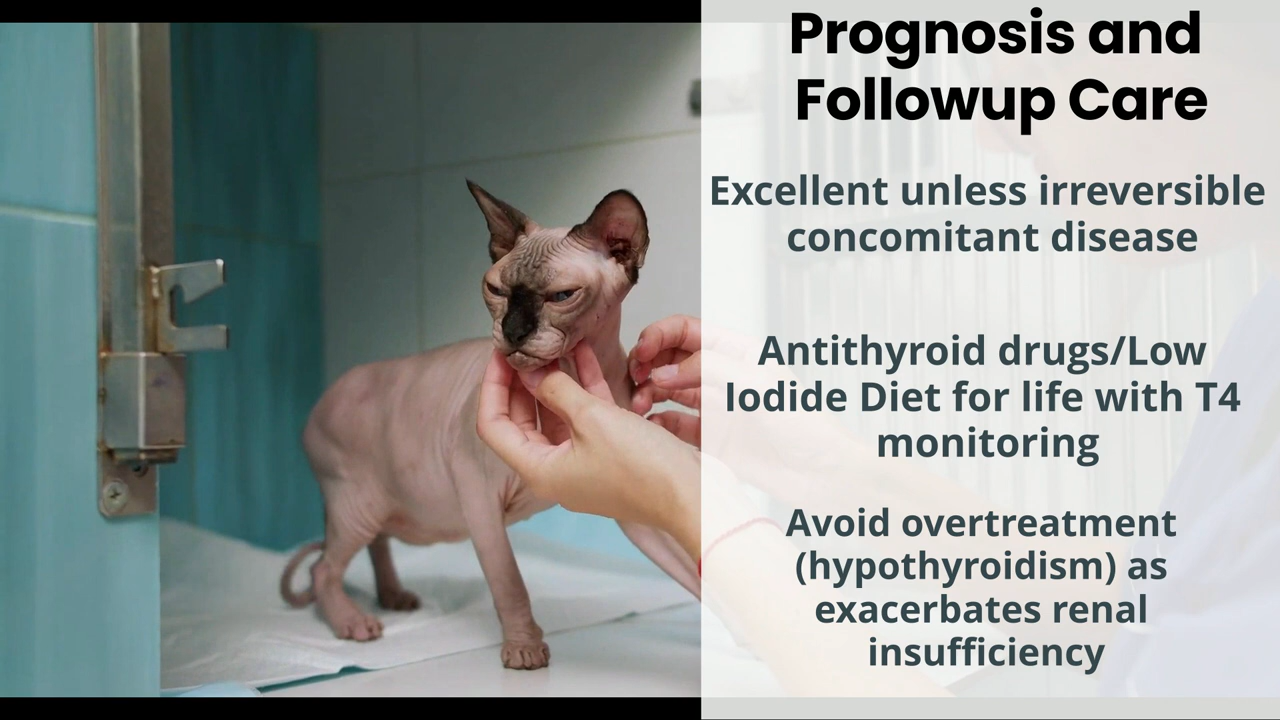 Prognosis and
Followup Care
Excellent unless irreversible
concomitant disease
Antithyroid drugs/Low
Iodide Diet for life with T4
monitoring
Avoid overtreatment
(hypothyroidism) as
exacerbates renal
insufficiency